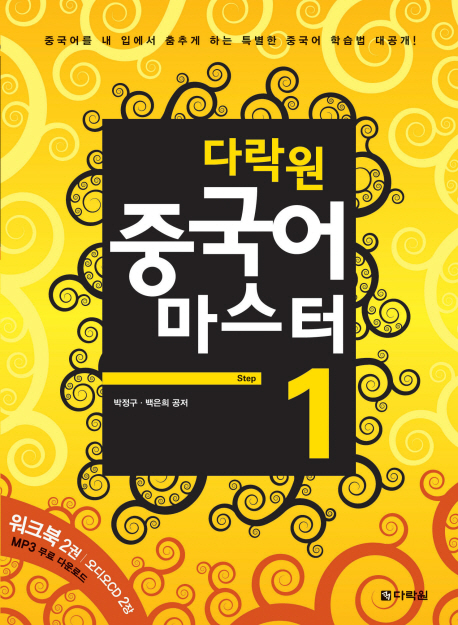 중국어를 내 입에서 춤추게 하는 특별한 중국어 학습법 대공개!
다락원
중국어
마스터
Step
1
박정구 · 백은희 공저
워크북 2권 | 오디오CD 2장
MP3 무료 다운로드
다락원